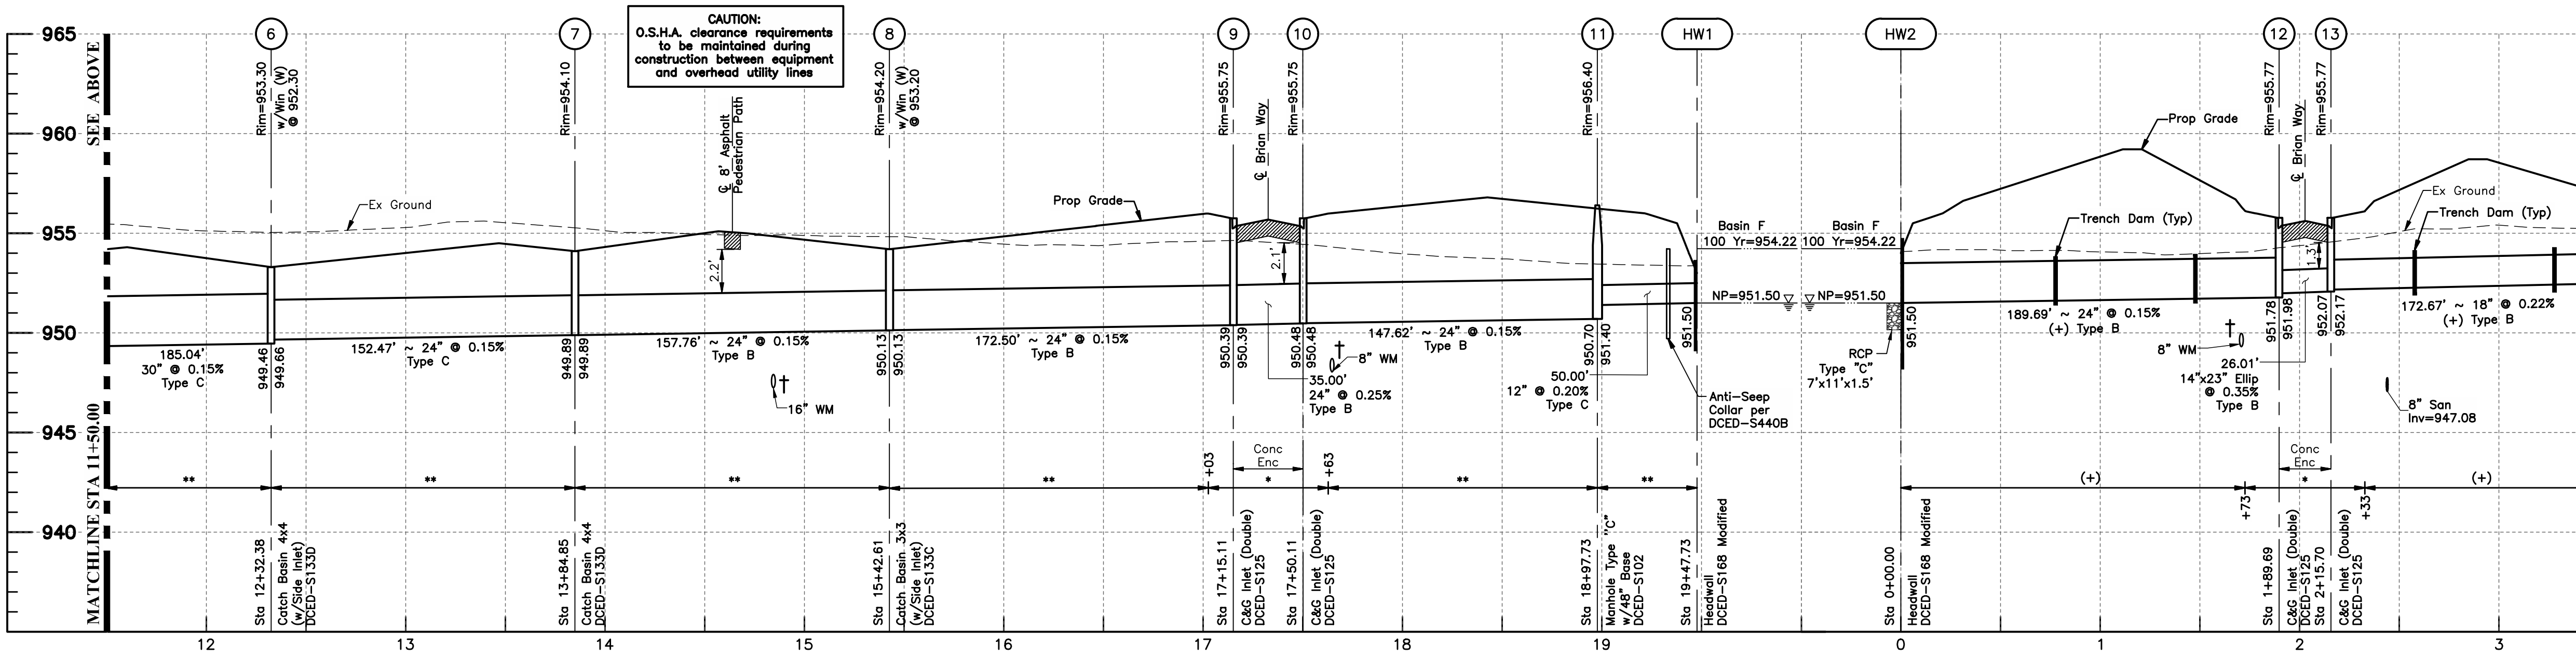 CAUTION:
O.S.H.A. clearance requirements
to be maintained during
construction between equipment
and overhead utility lines
965
960
955
950
945
940
SEE ABOVE
MATCHLINE STA 11+50.00
6
Rim=953.30
w/Win (W)
@ 952.30
7
Rim=954.10
8
Rim=954.20
w/Win (W)
@ 953.20
9
Rim=955.75
10
Rim=955.75
11
Rim=956.40
HW1
HW2
12
Rim=955.77
13
Rim=955.77
℄ 8' Asphalt
Pedestrian Path
℄ Brian Way
℄ Brian Way
Ex Ground
Prop Grade
Prop Grade
Ex Ground
Trench Dam (Typ)
Trench Dam (Typ)
2.2'
2.1'
1.3'
Basin F
100 Yr=954.22
Basin F
100 Yr=954.22
NP=951.50
NP=951.50
185.04'
30" @ 0.15%
Type C
949.46
949.66
152.47' ~ 24" @ 0.15%
Type C
949.89
949.89
157.76' ~ 24" @ 0.15%
Type B
16" WM
950.13
950.13
172.50' ~ 24" @ 0.15%
Type B
950.39
950.39
950.48
950.48
8" WM
35.00'
24" @ 0.25%
Type B
147.62' ~ 24" @ 0.15%
Type B
950.70
951.40
50.00'
12" @ 0.20%
Type C
951.50
Anti-Seep
Collar per
DCED-S440B
RCP
Type "C"
7'x11'x1.5'
951.50
189.69' ~ 24" @ 0.15%
(+) Type B
8" WM
951.78
951.98
26.01'
14"x23" Ellip
@ 0.35%
Type B
952.07
952.17
172.67' ~ 18" @ 0.22%
(+) Type B
8" San
Inv=947.08
**
**
**
**
+03
Conc
Enc
*
+63
**
**
(+)
+73
Conc
Enc
*
+33
(+)
Sta 12+32.38
Catch Basin 4x4
(w/Side Inlet)
DCED-S133D
Sta 13+84.85
Catch Basin 4x4
DCED-S133D
Sta 15+42.61
Catch Basin 3x3
(w/Side Inlet)
DCED-S133C
Sta 17+15.11
C&G Inlet (Double)
DCED-S125
Sta 17+50.11
C&G Inlet (Double)
DCED-S125
Sta 18+97.73
Manhole Type "C"
w/48" Base
DCED-S102
Sta 19+47.73
Headwall
DCED-S168 Modified
Sta 0+00.00
Headwall
DCED-S168 Modified
Sta 1+89.69
C&G Inlet (Double)
DCED-S125
Sta 2+15.70
C&G Inlet (Double)
DCED-S125
12
13
14
15
16
17
18
19
0
1
2
3